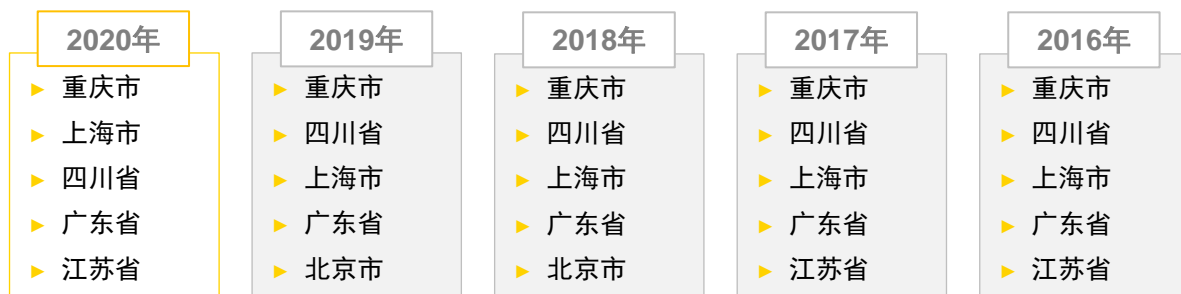 2020年
重庆市
上海市
四川省
广东省
江苏省
2019年
重庆市
四川省
上海市
广东省
北京市
2018年
重庆市
四川省
上海市
广东省
北京市
2017年
重庆市
四川省
上海市
广东省
江苏省
2016年
重庆市
四川省
上海市
广东省
江苏省